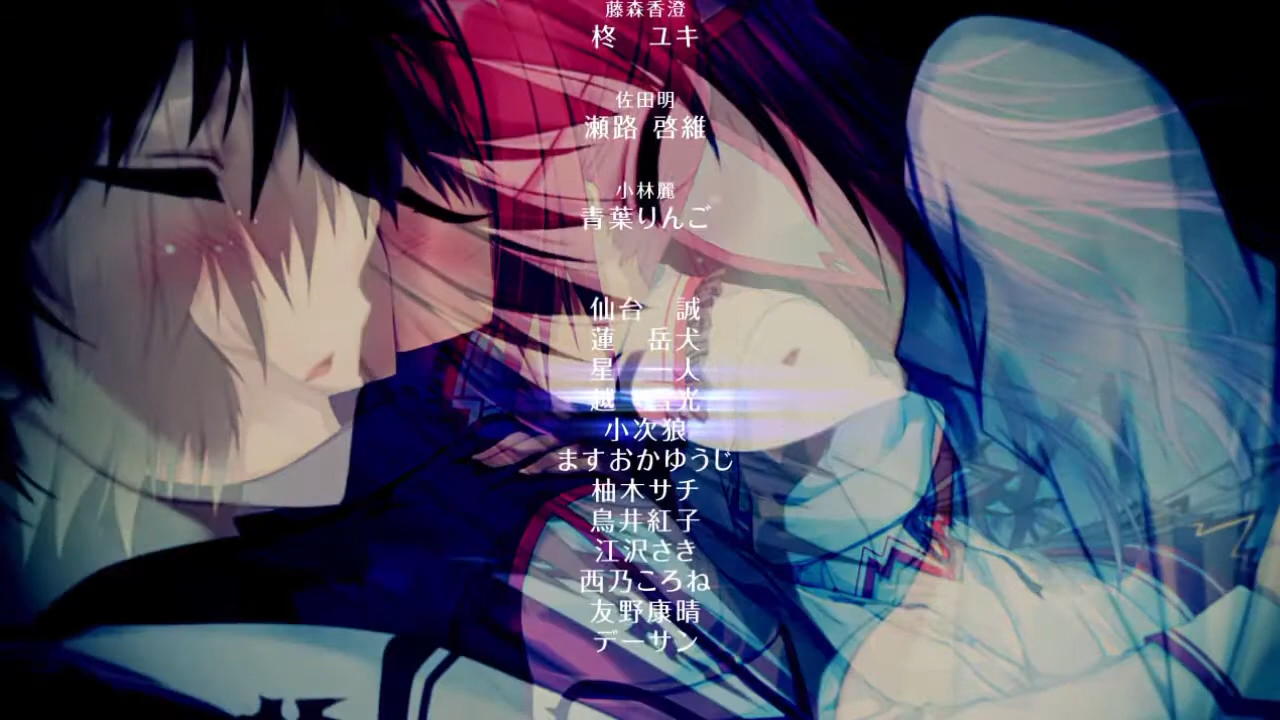 藤森香澄
柊　ユキ
佐田明
瀬路 啓維
小林麗
青葉りんご
仙台　誠
蓮　岳犬
星　一人
越　雪光
小次狼
ますおかゆうじ
柚木サチ
鳥井紅子
江沢さき
西乃ころね
友野康晴
デーサン